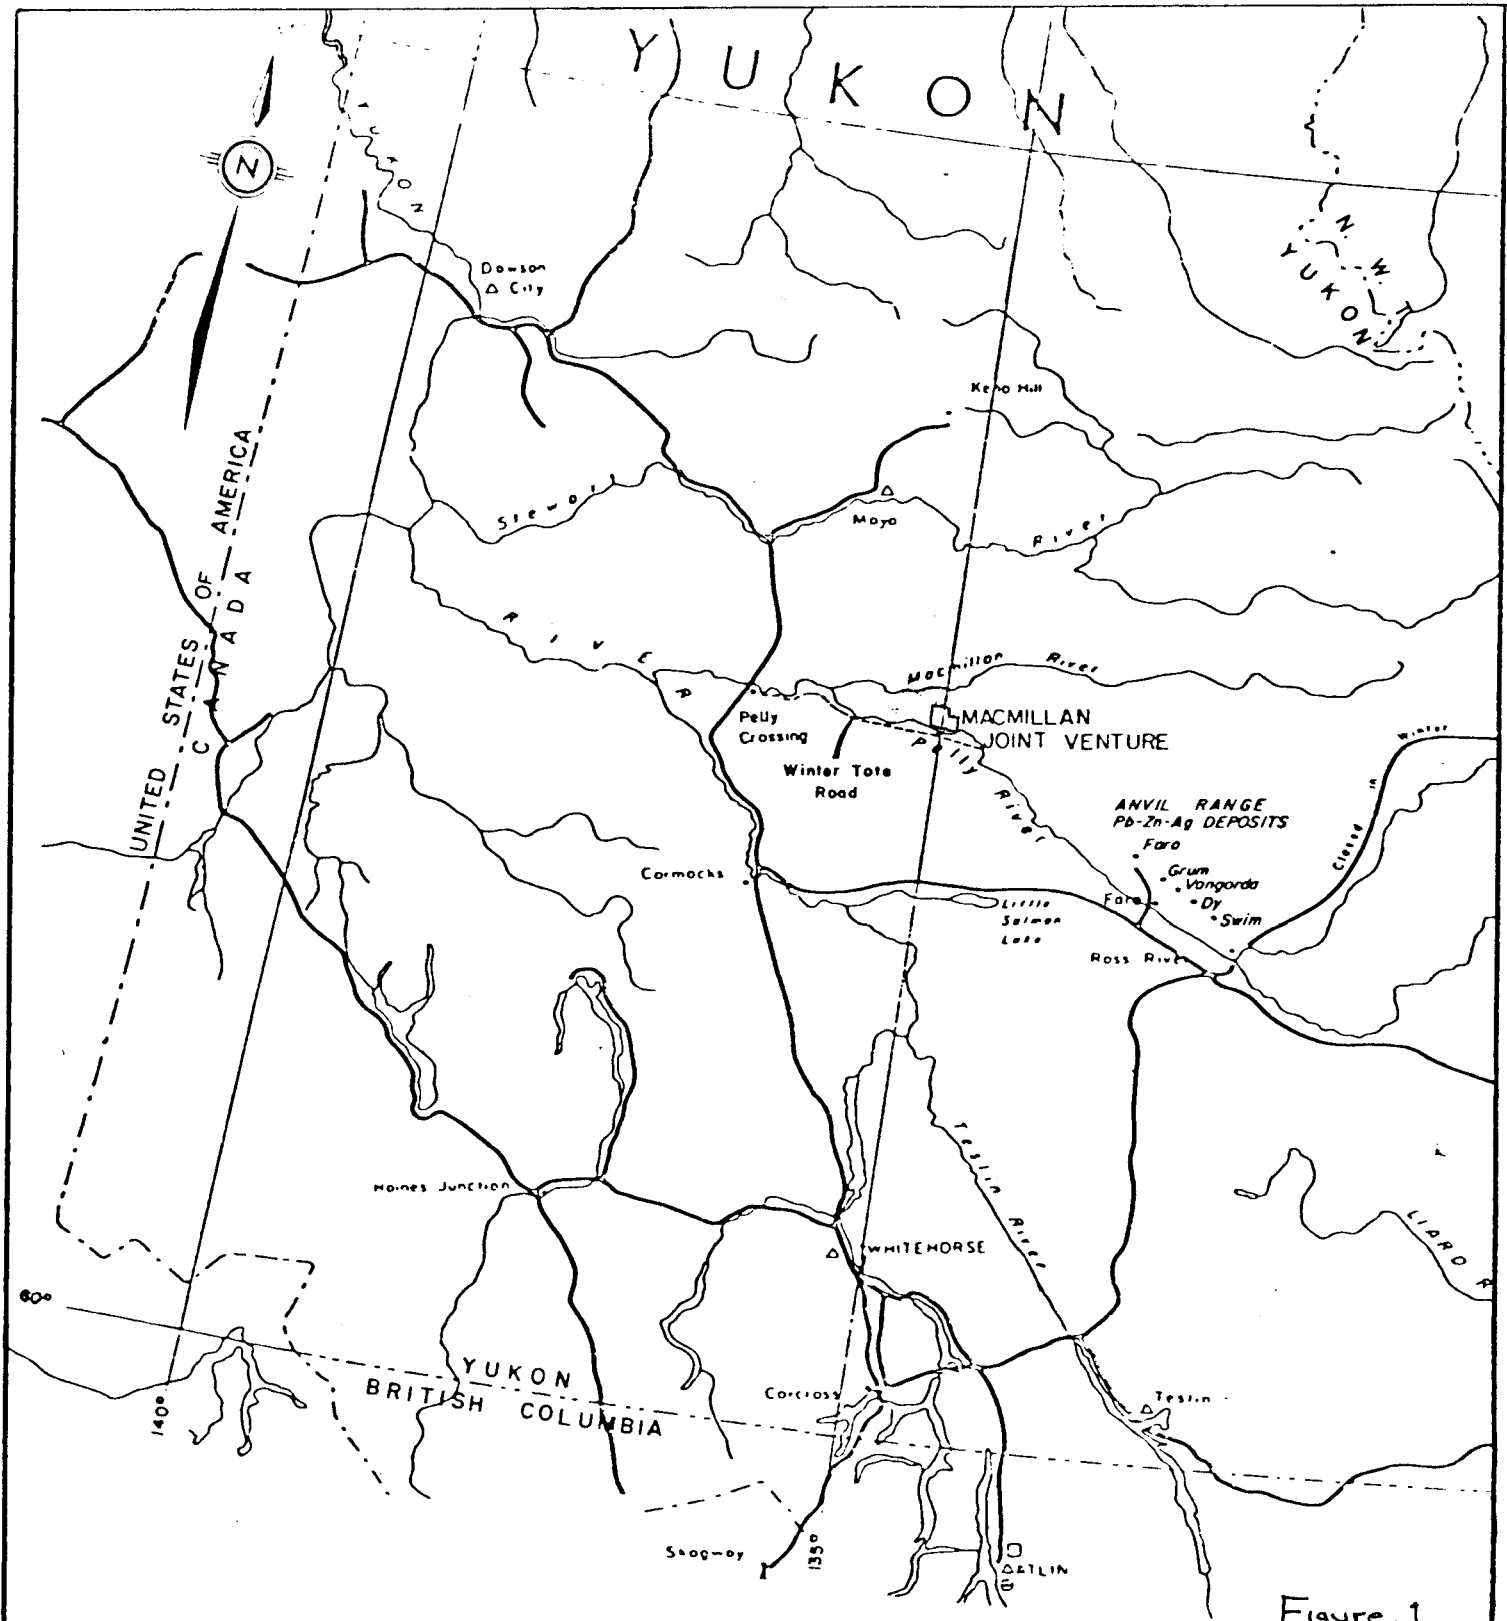 YUKON
YUKON
N
N.W.T.
YUKON
Dawson
City
Keno Hill
Stewart
Mayo
River
UNITED STATES OF AMERICA
CANADA
RIVER
Macmillan River
Pelly
Crossing
MACMILLAN
JOINT VENTURE
Winter Tote
Road
Pelly River
ANVIL RANGE
Pb-Zn-Ag DEPOSITS
Faro
Grum
Vangorda
Dy
Swim
Closed in Winter
Carmacks
Faro
Little
Salmon
Lake
Ross River
Teslin River
Haines Junction
WHITEHORSE
LIARD R
60°
YUKON
BRITISH COLUMBIA
140°
Carcross
Teslin
Skagway
135°
ATLIN
Figure 1